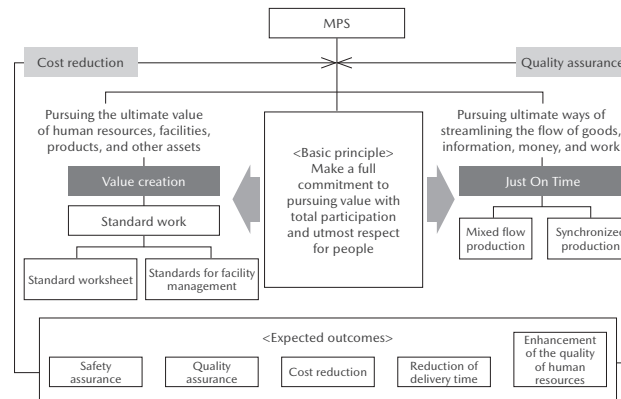 MPS
Cost reduction
Quality assurance
Pursuing the ultimate value
of human resources, facilities,
products, and other assets
Value creation
Standard work
Standard worksheet
Standards for facility
management
<Basic principle>
Make a full
commitment to
pursuing value with
total participation
and utmost respect
for people
Pursuing ultimate ways of
streamlining the flow of goods,
information, money, and work
Just On Time
Mixed flow
production
Synchronized
production
<Expected outcomes>
Safety
assurance
Quality
assurance
Cost reduction
Reduction of
delivery time
Enhancement
of the quality
of human
resources